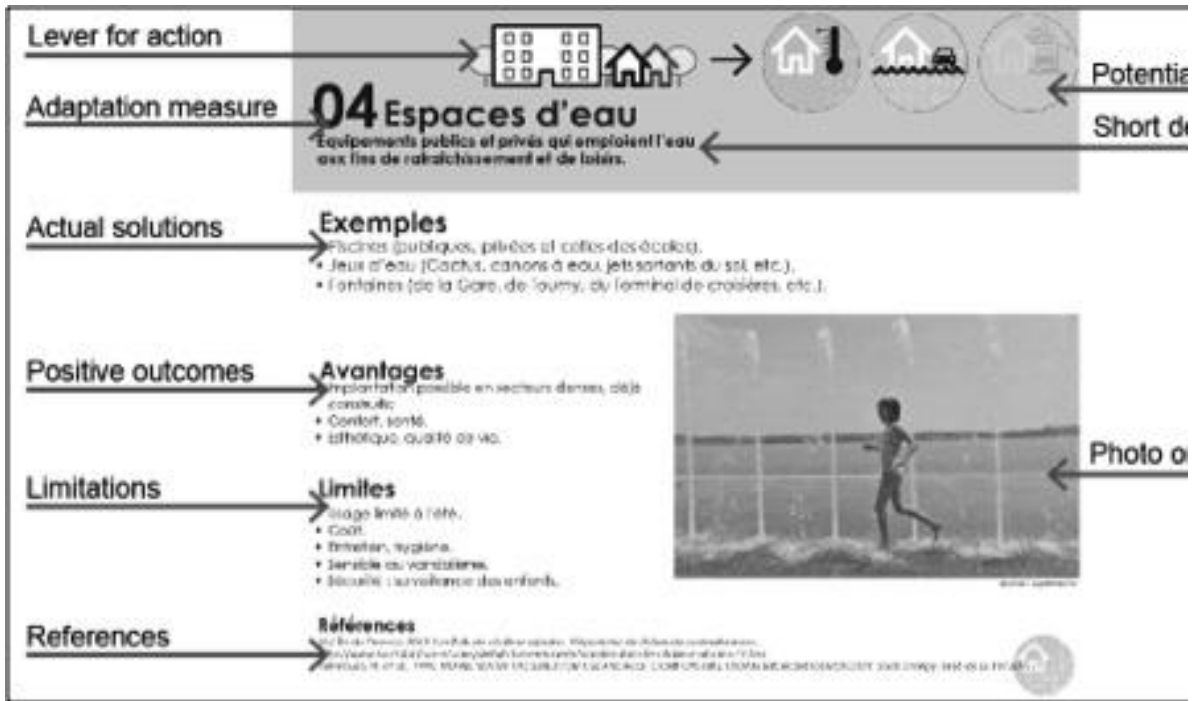 Lever for action
Adaptation measure
04 Espaces d'eau
Équipements publics et privés qui emploient l'eau
aux fins de rafraîchissement et de loisirs.
Potentia
Short de
Actual solutions
Exemples
Piscines (publiques, privées et celles des écoles).
• Jeux d'eau (Cactus, canons à eau, jets sortants du sol, etc.).
• Fontaines (de la Gare, de Tourny, du Terminal de croisières, etc.).
Positive outcomes
Avantages
Implantation possible en secteurs denses, déjà
construits
• Confort, santé.
• Esthétique, qualité de vie.
Photo or
Limitations
Limites
Usage limité à l'été.
• Coût.
• Entretien, hygiène.
• Sensible au vandalisme.
• Sécurité : surveillance des enfants.
References
Références